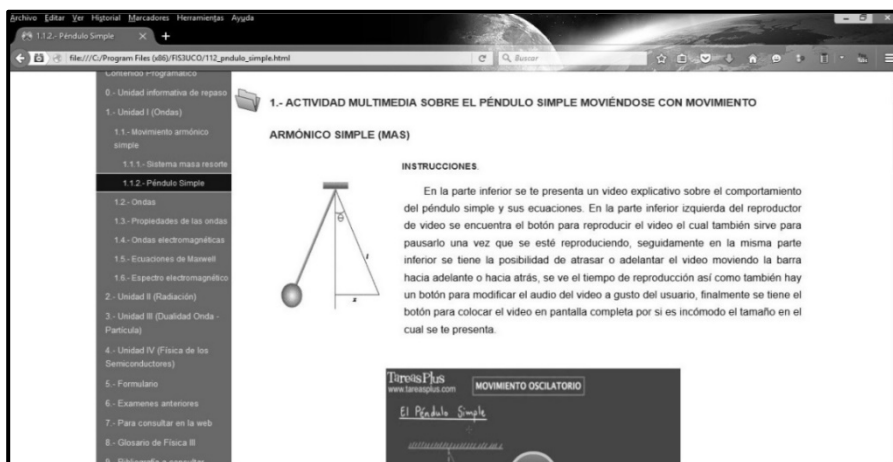 Archivo Editar Ver Historial Marcadores Herramientas Ayuda
1.1.2.- Péndulo Simple
file:///C:/Program Files (x86)/FIS3UCO/112_pndulo_simple.html
Buscar
Contenido Programático
0.- Unidad informativa de repaso
1.- Unidad I (Ondas)
1.1.- Movimiento armónico
simple
1.1.1.- Sistema masa resorte
1.1.2.- Péndulo Simple
1.2.- Ondas
1.3.- Propiedades de las ondas
1.4.- Ondas electromagnéticas
1.5.- Ecuaciones de Maxwell
1.6.- Espectro electromagnético
2.- Unidad II (Radiación)
3.- Unidad III (Dualidad Onda -
Partícula)
4.- Unidad IV (Física de los
Semiconductores)
5.- Formulario
6.- Examenes anteriores
7.- Para consultar en la web
8.- Glosario de Física III
9.- Bibliografía a consultar
1.- ACTIVIDAD MULTIMEDIA SOBRE EL PÉNDULO SIMPLE MOVIÉNDOSE CON MOVIMIENTO
ARMÓNICO SIMPLE (MAS)
INSTRUCCIONES.
En la parte inferior se te presenta un video explicativo sobre el comportamiento
del péndulo simple y sus ecuaciones. En la parte inferior izquierda del reproductor
de video se encuentra el botón para reproducir el video el cual también sirve para
pausarlo una vez que se esté reproduciendo, seguidamente en la misma parte
inferior se tiene la posibilidad de atrasar o adelantar el video moviendo la barra
hacia adelante o hacia atrás, se ve el tiempo de reproducción así como también hay
un botón para modificar el audio del video a gusto del usuario, finalmente se tiene el
botón para colocar el video en pantalla completa por si es incómodo el tamaño en el
cual se te presenta.
θ
l
s
TareasPlus
www.tareasplus.com
MOVIMIENTO OSCILATORIO
El Péndulo Simple